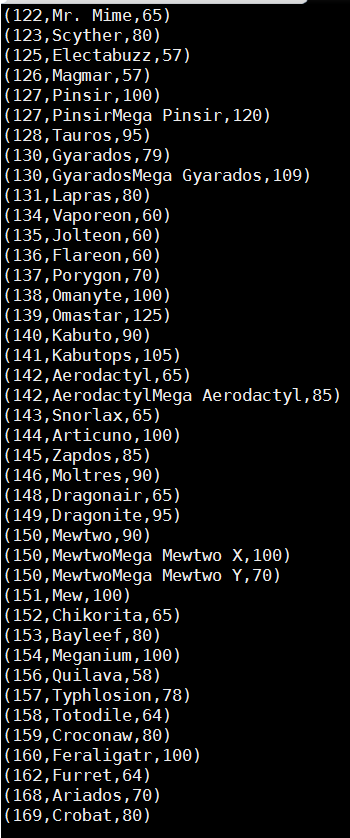 (122,Mr. Mime,65)
(123,Scyther,80)
(125,Electabuzz,57)
(126,Magmar,57)
(127,Pinsir,100)
(127,PinsirMega Pinsir,120)
(128,Tauros,95)
(130,Gyarados,79)
(130,GyaradosMega Gyarados,109)
(131,Lapras,80)
(134,Vaporeon,60)
(135,Jolteon,60)
(136,Flareon,60)
(137,Porygon,70)
(138,Omanyte,100)
(139,Omastar,125)
(140,Kabuto,90)
(141,Kabutops,105)
(142,Aerodactyl,65)
(142,AerodactylMega Aerodactyl,85)
(143,Snorlax,65)
(144,Articuno,100)
(145,Zapdos,85)
(146,Moltres,90)
(148,Dragonair,65)
(149,Dragonite,95)
(150,Mewtwo,90)
(150,MewtwoMega Mewtwo X,100)
(150,MewtwoMega Mewtwo Y,70)
(151,Mew,100)
(152,Chikorita,65)
(153,Bayleef,80)
(154,Meganium,100)
(156,Quilava,58)
(157,Typhlosion,78)
(158,Totodile,64)
(159,Croconaw,80)
(160,Feraligatr,100)
(162,Furret,64)
(168,Ariados,70)
(169,Crobat,80)